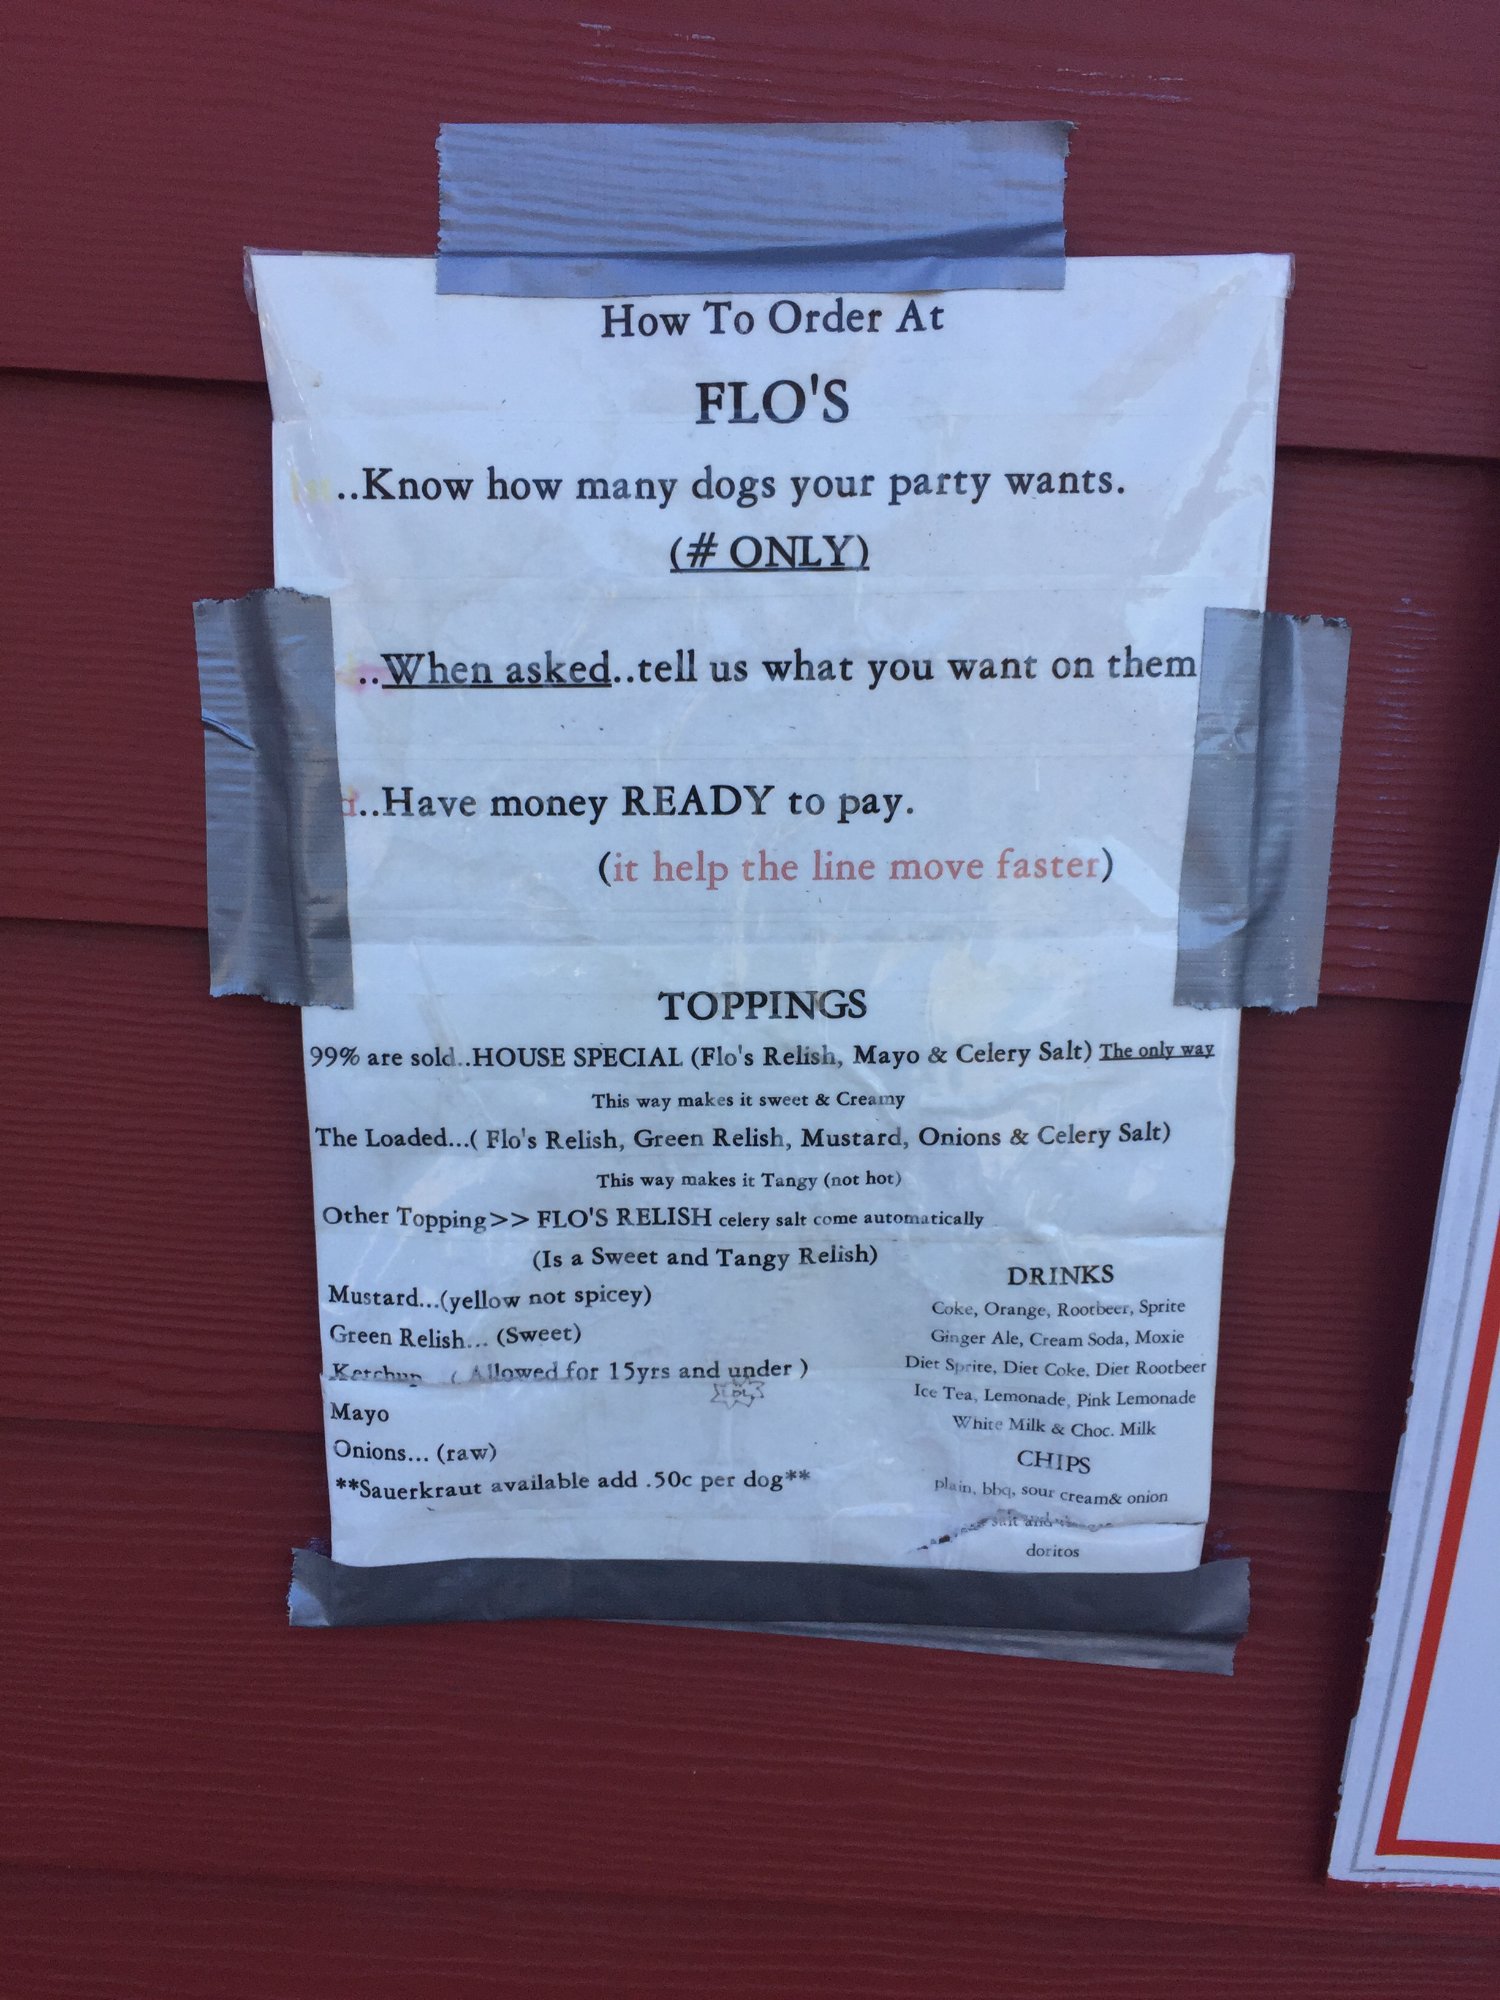 How To Order At
FLO'S
..Know how many dogs your party wants.
(# ONLY)
..When asked..tell us what you want on them
d..Have money READY to pay.
(it help the line move faster)
TOPPINGS
99% are sold..HOUSE SPECIAL (Flo's Relish, Mayo & Celery Salt) The only way
This way makes it sweet & Creamy
The Loaded...( Flo's Relish, Green Relish, Mustard, Onions & Celery Salt)
This way makes it Tangy (not hot)
Other Topping>> FLO'S RELISH celery salt come automatically
(Is a Sweet and Tangy Relish)
Mustard...(yellow not spicey)
Green Relish... (Sweet)
Ketchup ( Allowed for 15yrs and under )
LOL
Mayo
Onions... (raw)
**Sauerkraut available add .50c per dog**
DRINKS
Coke, Orange, Rootbeer, Sprite
Ginger Ale, Cream Soda, Moxie
Diet Sprite, Diet Coke, Diet Rootbeer
Ice Tea, Lemonade, Pink Lemonade
White Milk & Choc. Milk
CHIPS
plain, bbq, sour cream& onion
salt and
doritos